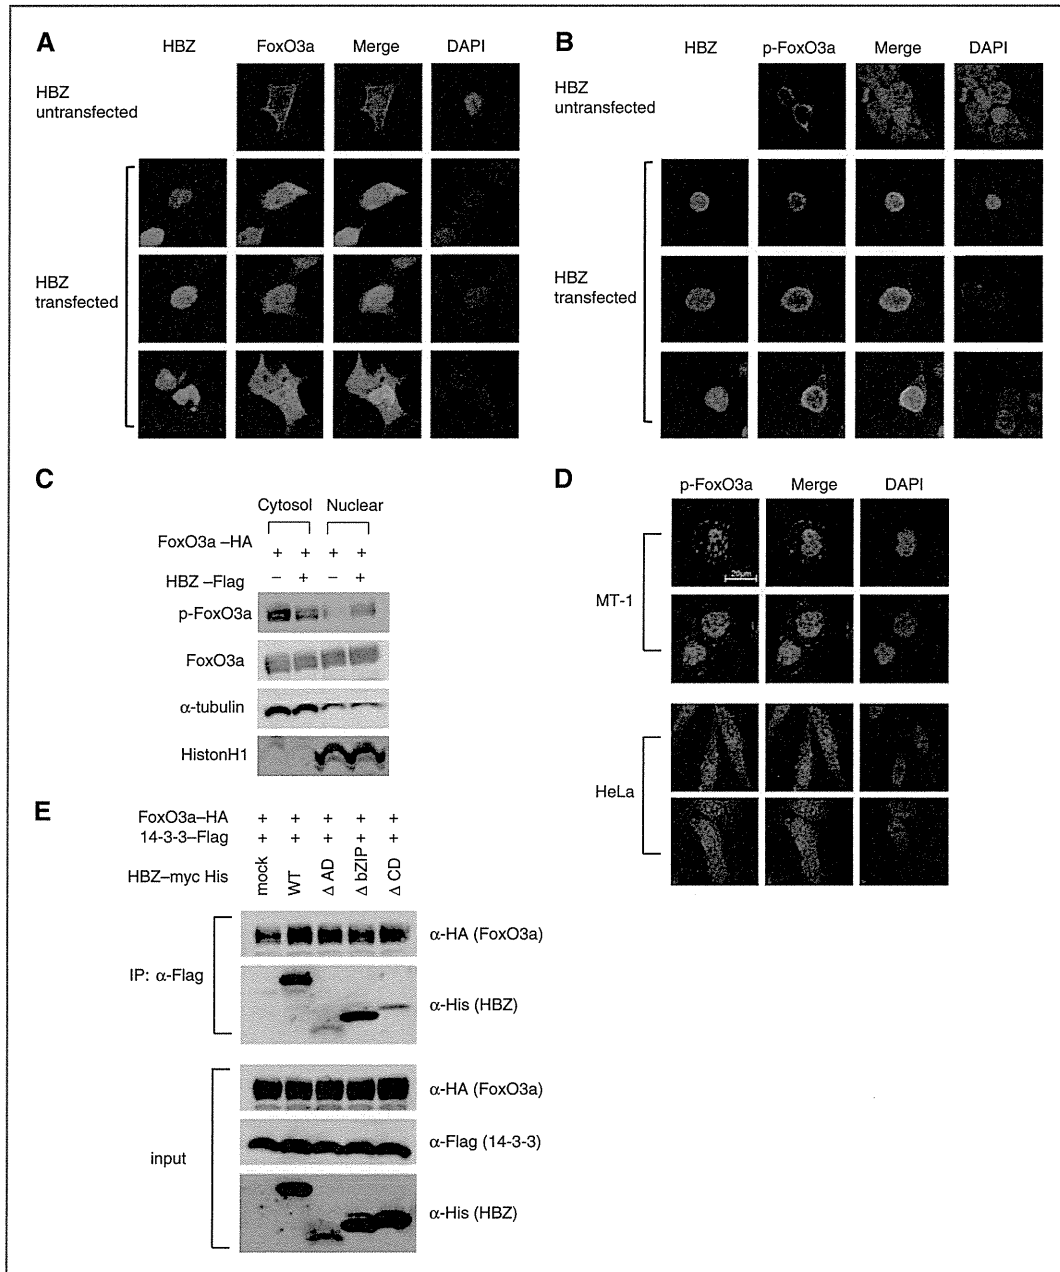 A
HBZ FoxO3a Merge DAPI
HBZ
untransfected
HBZ
transfected
B
HBZ p-FoxO3a Merge DAPI
HBZ
untransfected
HBZ
transfected
C
Cytosol Nuclear
FoxO3a –HA + + + +
HBZ –Flag − + − +
p-FoxO3a
FoxO3a
α-tubulin
HistonH1
D
p-FoxO3a Merge DAPI
20μm
MT-1
HeLa
E
FoxO3a–HA + + + + +
14-3-3–Flag + + + + +
HBZ–myc His mock WT Δ AD Δ bZIP Δ CD
IP: α-Flag
α-HA (FoxO3a)
α-His (HBZ)
input
α-HA (FoxO3a)
α-Flag (14-3-3)
α-His (HBZ)